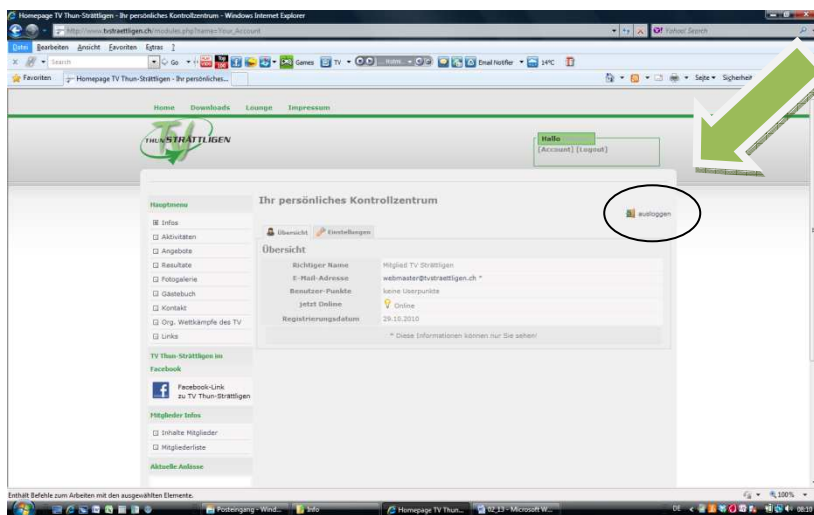 Homepage TV Thun-Strättligen - Ihr persönliches Kontrollzentrum - Windows Internet Explorer
http://www.tvstraettligen.ch/modules.php?name=Your_Account
Yahoo! Search
Datei Bearbeiten Ansicht Favoriten Extras ?
Search Go Games TV Email Notifier 14°C
Favoriten Homepage TV Thun-Strättligen - Ihr persönliches... Seite Sicherheit
Home Downloads Lounge Impressum
THUN STRÄTTLIGEN
Hallo
[Account] [Logout]
Hauptmenu
Infos
Aktivitäten
Angebote
Resultate
Fotogalerie
Gästebuch
Kontakt
Org. Wettkämpfe des TV
Links
TV Thun-Strättligen im
Facebook
Facebook-Link
zu TV Thun-Strättligen
Mitglieder Infos
Inhalte Mitglieder
Mitgliederliste
Aktuelle Anlässe
Ihr persönliches Kontrollzentrum
ausloggen
Übersicht Einstellungen
Übersicht
Richtiger Name Mitglied TV Strättligen
E-Mail-Adresse webmaster@tvstraettligen.ch *
Benutzer-Punkte keine Userpunkte
jetzt Online Online
Registrierungsdatum 29.10.2010
* Diese Informationen können nur Sie sehen!
Enthält Befehle zum Arbeiten mit den ausgewählten Elementen.
100%
Posteingang - Wind... Info Homepage TV Thun... 02_13 - Microsoft W... DE 08:10